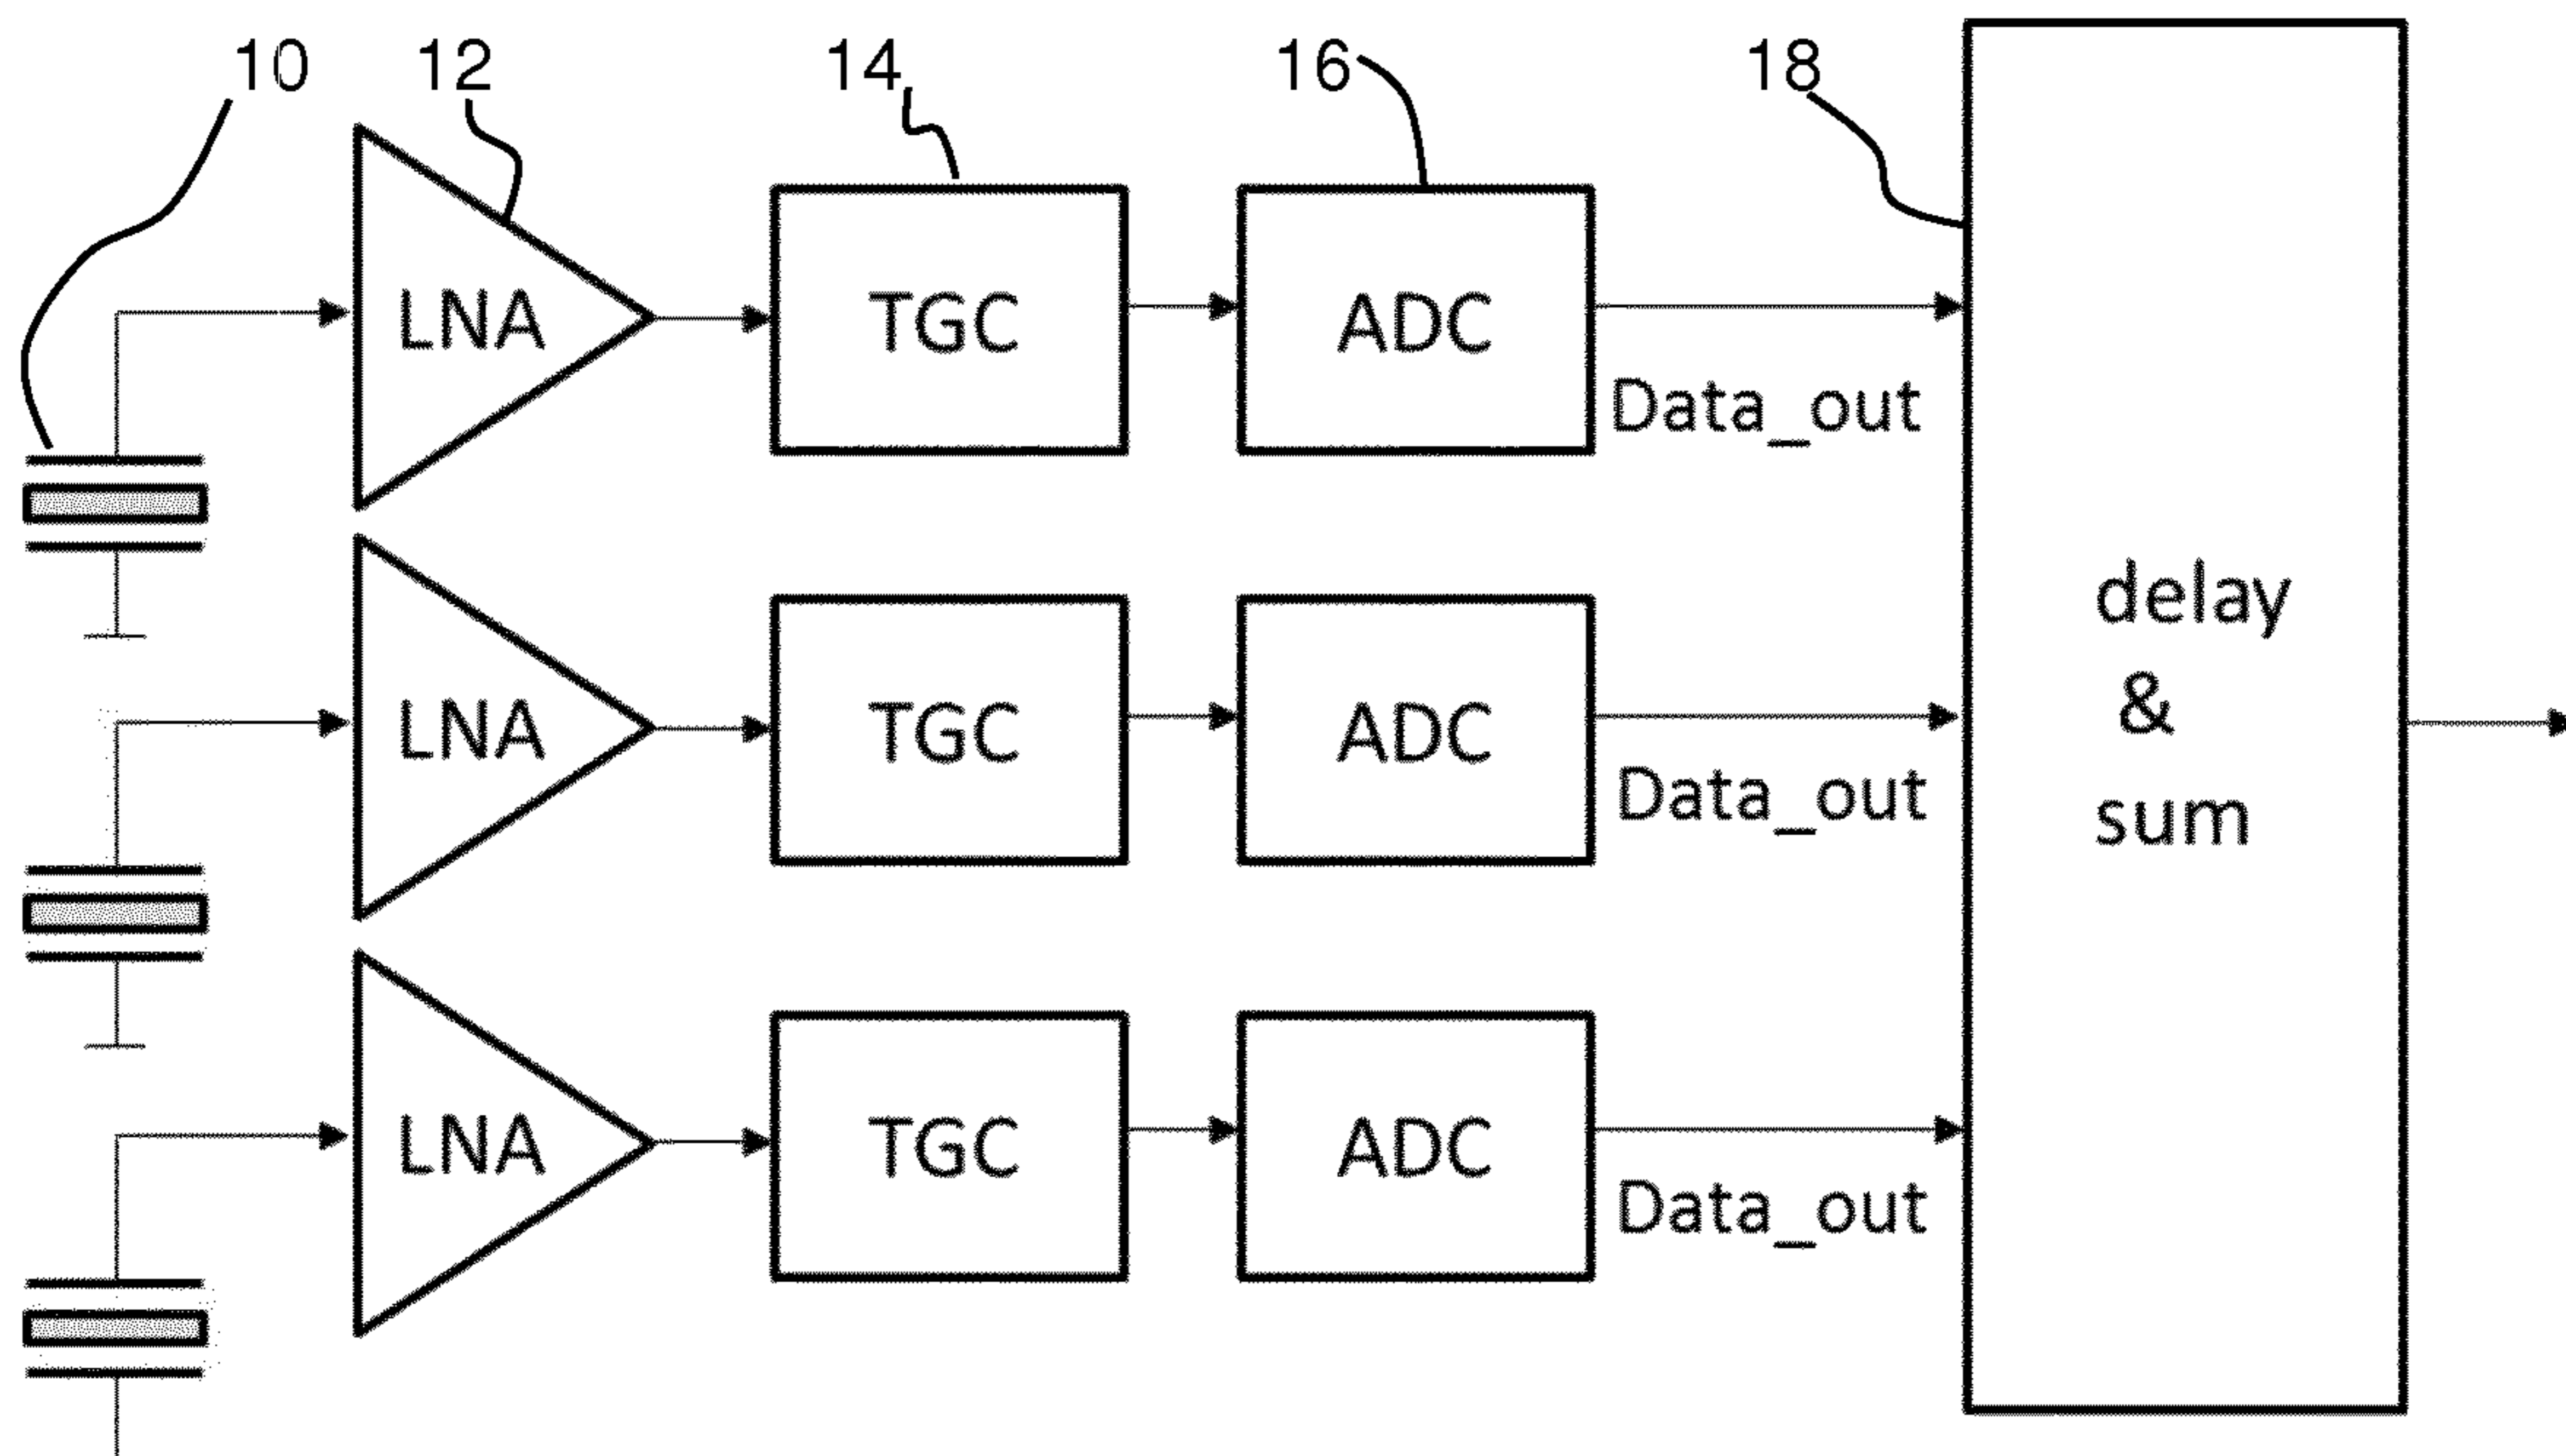 10 12 14 16 18
LNA TGC ADC
Data_out
LNA TGC ADC
Data_out
LNA TGC ADC
Data_out
delay
&
sum